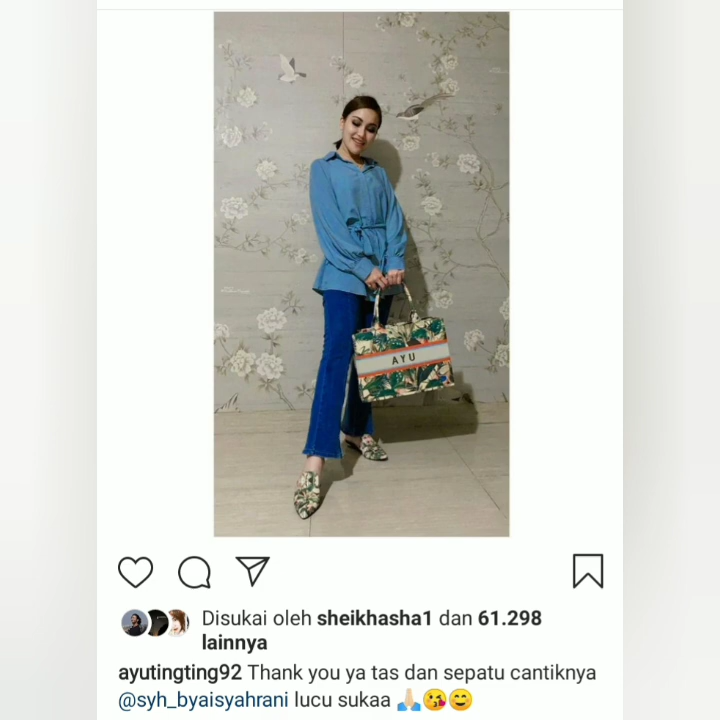 AYU
Disukai oleh sheikhasha1 dan 61.298
lainnya
ayutingting92 Thank you ya tas dan sepatu cantiknya
@syh_byaisyahrani lucu sukaa 🙏🏻😘😊